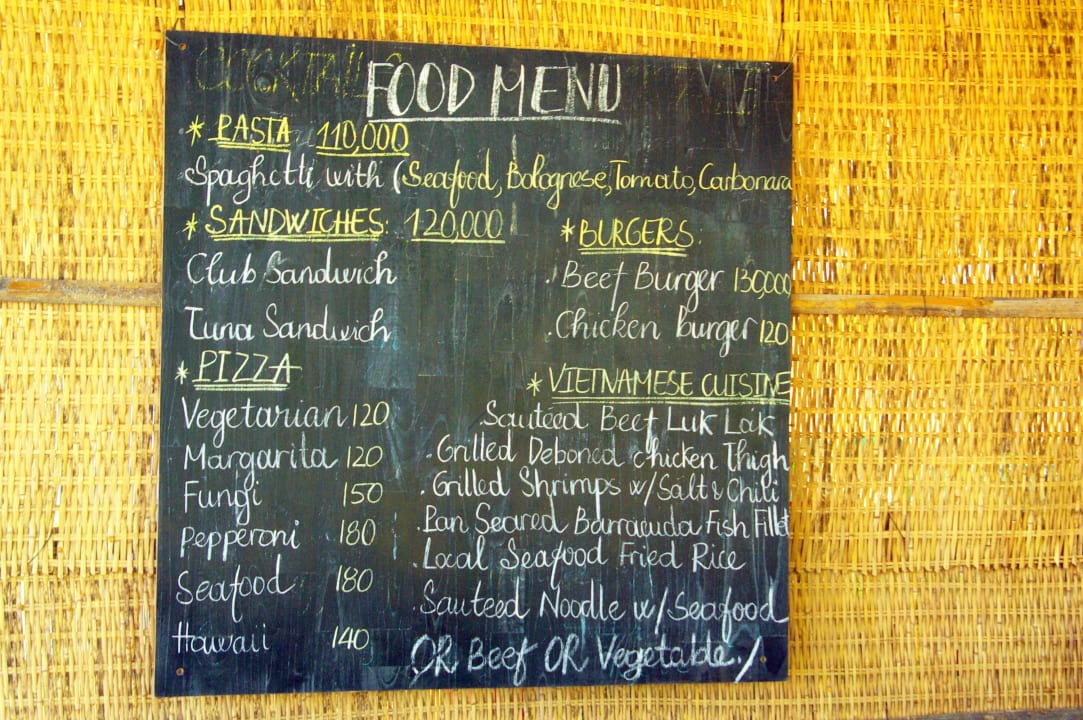 COCKTAILS
FOOD MENU
* PASTA 110,000
Spaghetti with (Seafood, Bolognese, Tomato, Carbonara
* SANDWICHES: 120,000
Club Sandwich
Tuna Sandwich
* BURGERS:
. Beef Burger 130,000
. Chicken burger 120
* PIZZA
Vegetarian 120
Margarita 120
Fungi 150
Pepperoni 180
Seafood 180
Hawaii 140
* VIETNAMESE CUISINE
. Sautéed Beef Luk Lak
. Grilled Deboned chicken Thigh
. Grilled Shrimps w/ Salt & Chili
. Pan Seared Barracuda Fish Fillet
. Local Seafood Fried Rice
. Sauteed Noodle w/ Seafood
OR Beef OR Vegetable./